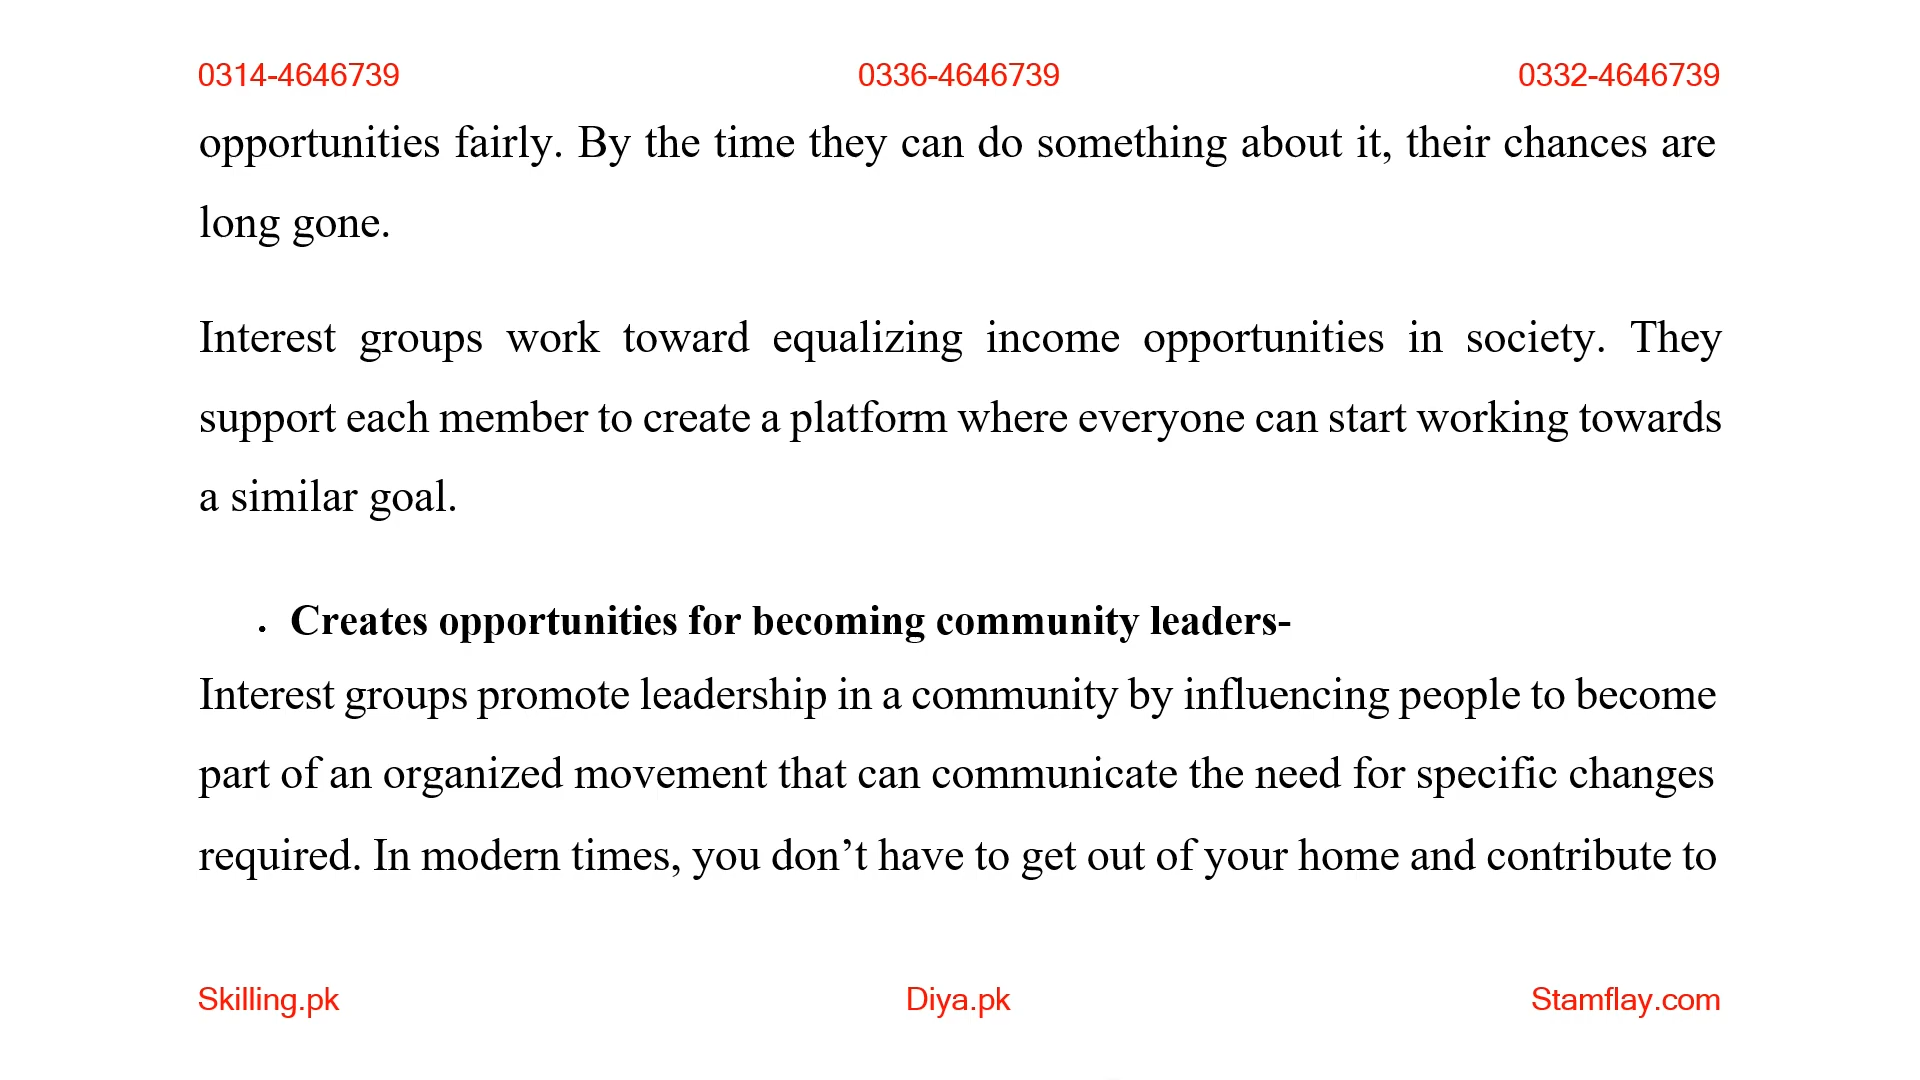 0314-4646739 0336-4646739 0332-4646739
opportunities fairly. By the time they can do something about it, their chances are
long gone.
Interest groups work toward equalizing income opportunities in society. They
support each member to create a platform where everyone can start working towards
a similar goal.
• Creates opportunities for becoming community leaders-
Interest groups promote leadership in a community by influencing people to become
part of an organized movement that can communicate the need for specific changes
required. In modern times, you don’t have to get out of your home and contribute to
Skilling.pk Diya.pk Stamflay.com